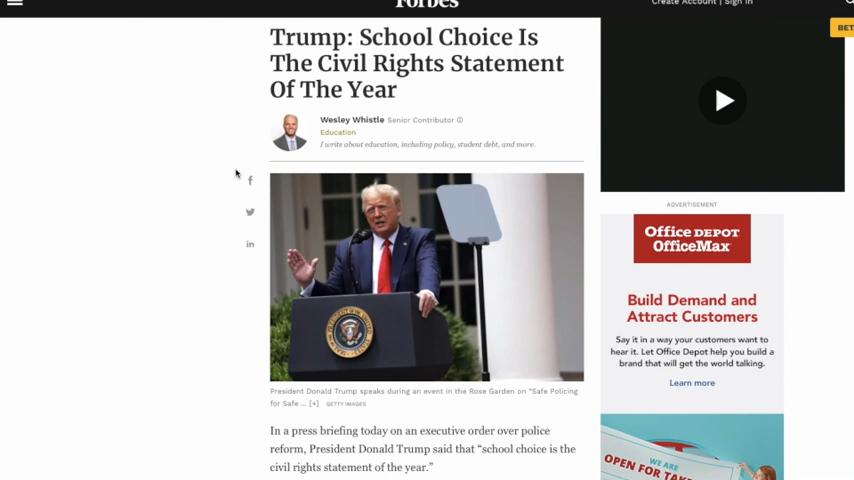 Forbes
Create Account | Sign In
BET
Trump: School Choice Is
The Civil Rights Statement
Of The Year
Wesley Whistle Senior Contributor
Education
I write about education, including policy, student debt, and more.
President Donald Trump speaks during an event in the Rose Garden on "Safe Policing
for Safe ... [+] GETTY IMAGES
In a press briefing today on an executive order over police
reform, President Donald Trump said that “school choice is the
civil rights statement of the year.”
ADVERTISEMENT
Office DEPOT
OfficeMax
Build Demand and
Attract Customers
Say it in a way your customers want to
hear it. Let Office Depot help you build a
brand that will get the world talking.
Learn more
WE ARE
OPEN FOR TAK